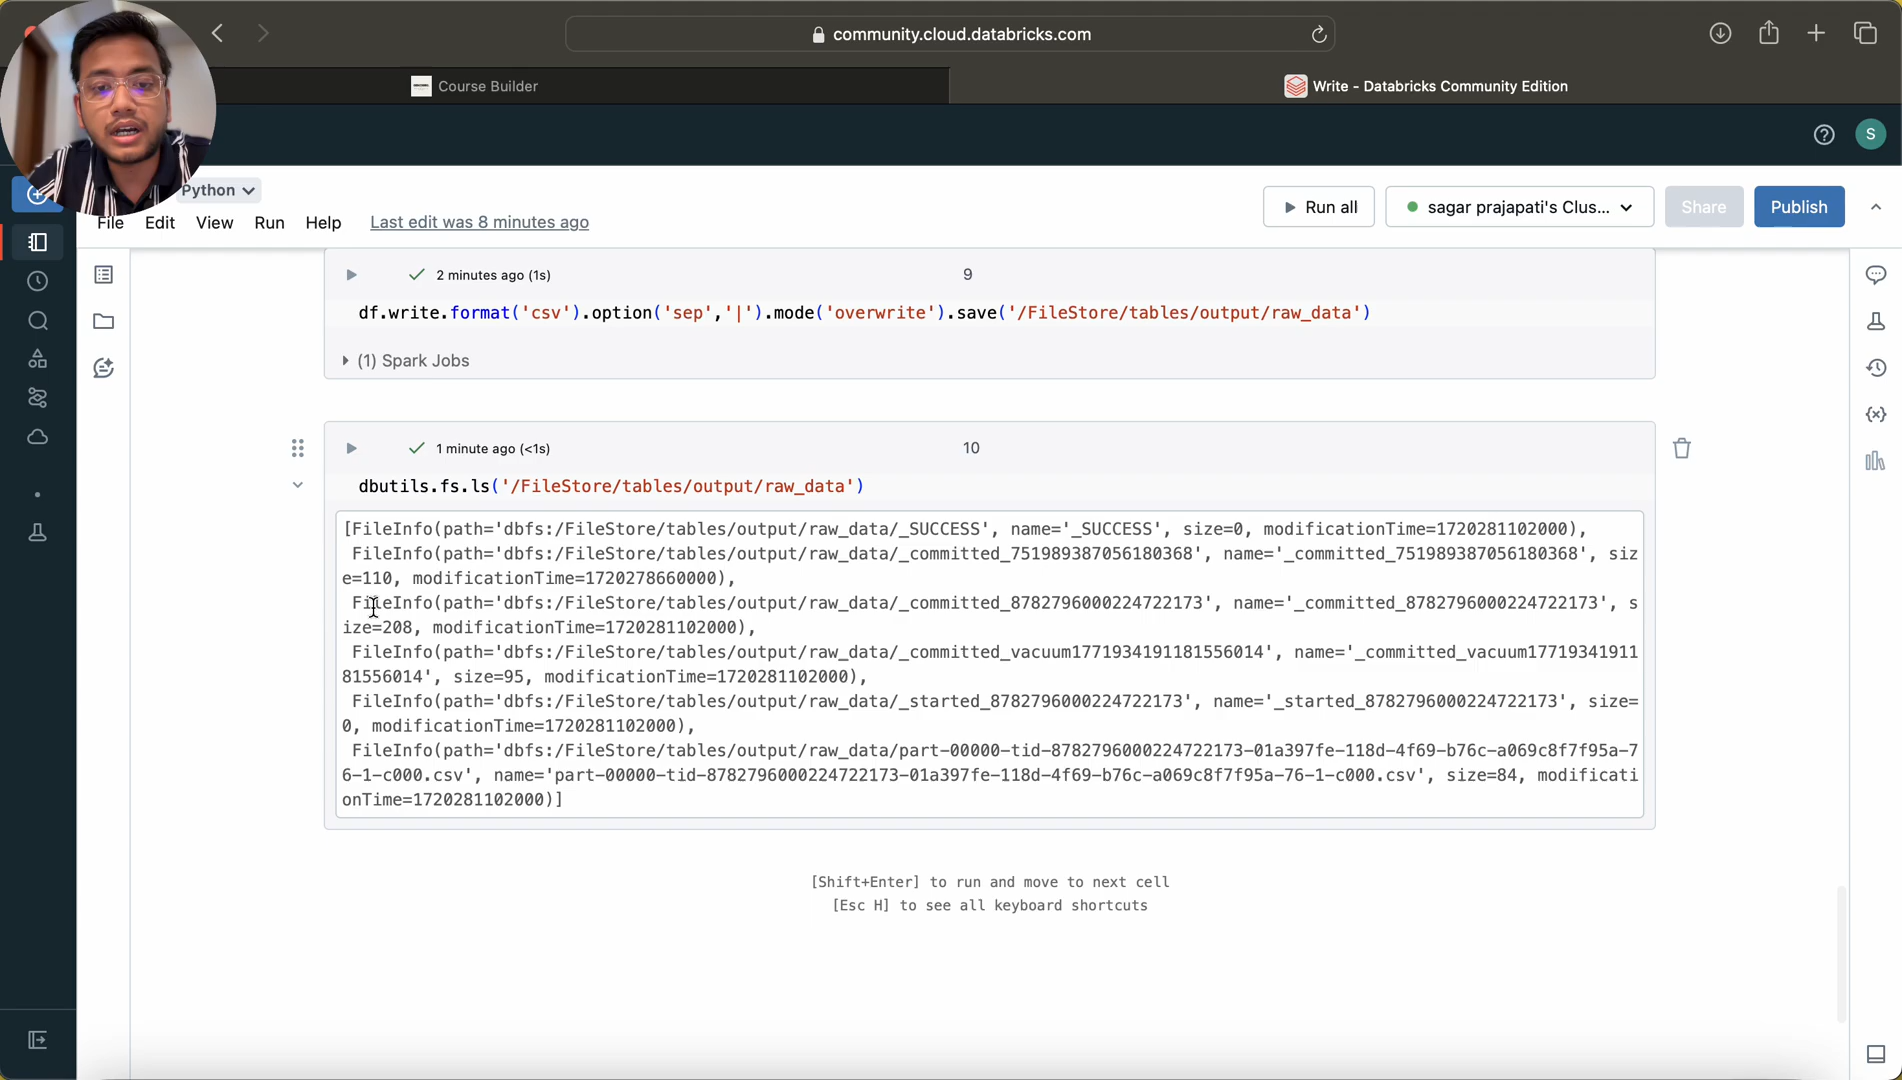 community.cloud.databricks.com
Course Builder
Write - Databricks Community Edition
S
Python
File Edit View Run Help Last edit was 8 minutes ago
Run all
sagar prajapati's Clus...
Share
Publish
2 minutes ago (1s)
9
df.write.format('csv').option('sep','|').mode('overwrite').save('/FileStore/tables/output/raw_data')
(1) Spark Jobs
1 minute ago (<1s)
10
dbutils.fs.ls('/FileStore/tables/output/raw_data')
[FileInfo(path='dbfs:/FileStore/tables/output/raw_data/_SUCCESS', name='_SUCCESS', size=0, modificationTime=1720281102000),
FileInfo(path='dbfs:/FileStore/tables/output/raw_data/_committed_751989387056180368', name='_committed_751989387056180368', siz
e=110, modificationTime=1720278660000),
FileInfo(path='dbfs:/FileStore/tables/output/raw_data/_committed_8782796000224722173', name='_committed_8782796000224722173', s
ize=208, modificationTime=1720281102000),
FileInfo(path='dbfs:/FileStore/tables/output/raw_data/_committed_vacuum1771934191181556014', name='_committed_vacuum17719341911
81556014', size=95, modificationTime=1720281102000),
FileInfo(path='dbfs:/FileStore/tables/output/raw_data/_started_8782796000224722173', name='_started_8782796000224722173', size=
0, modificationTime=1720281102000),
FileInfo(path='dbfs:/FileStore/tables/output/raw_data/part-00000-tid-8782796000224722173-01a397fe-118d-4f69-b76c-a069c8f7f95a-7
6-1-c000.csv', name='part-00000-tid-8782796000224722173-01a397fe-118d-4f69-b76c-a069c8f7f95a-76-1-c000.csv', size=84, modificati
onTime=1720281102000)]
[Shift+Enter] to run and move to next cell
[Esc H] to see all keyboard shortcuts